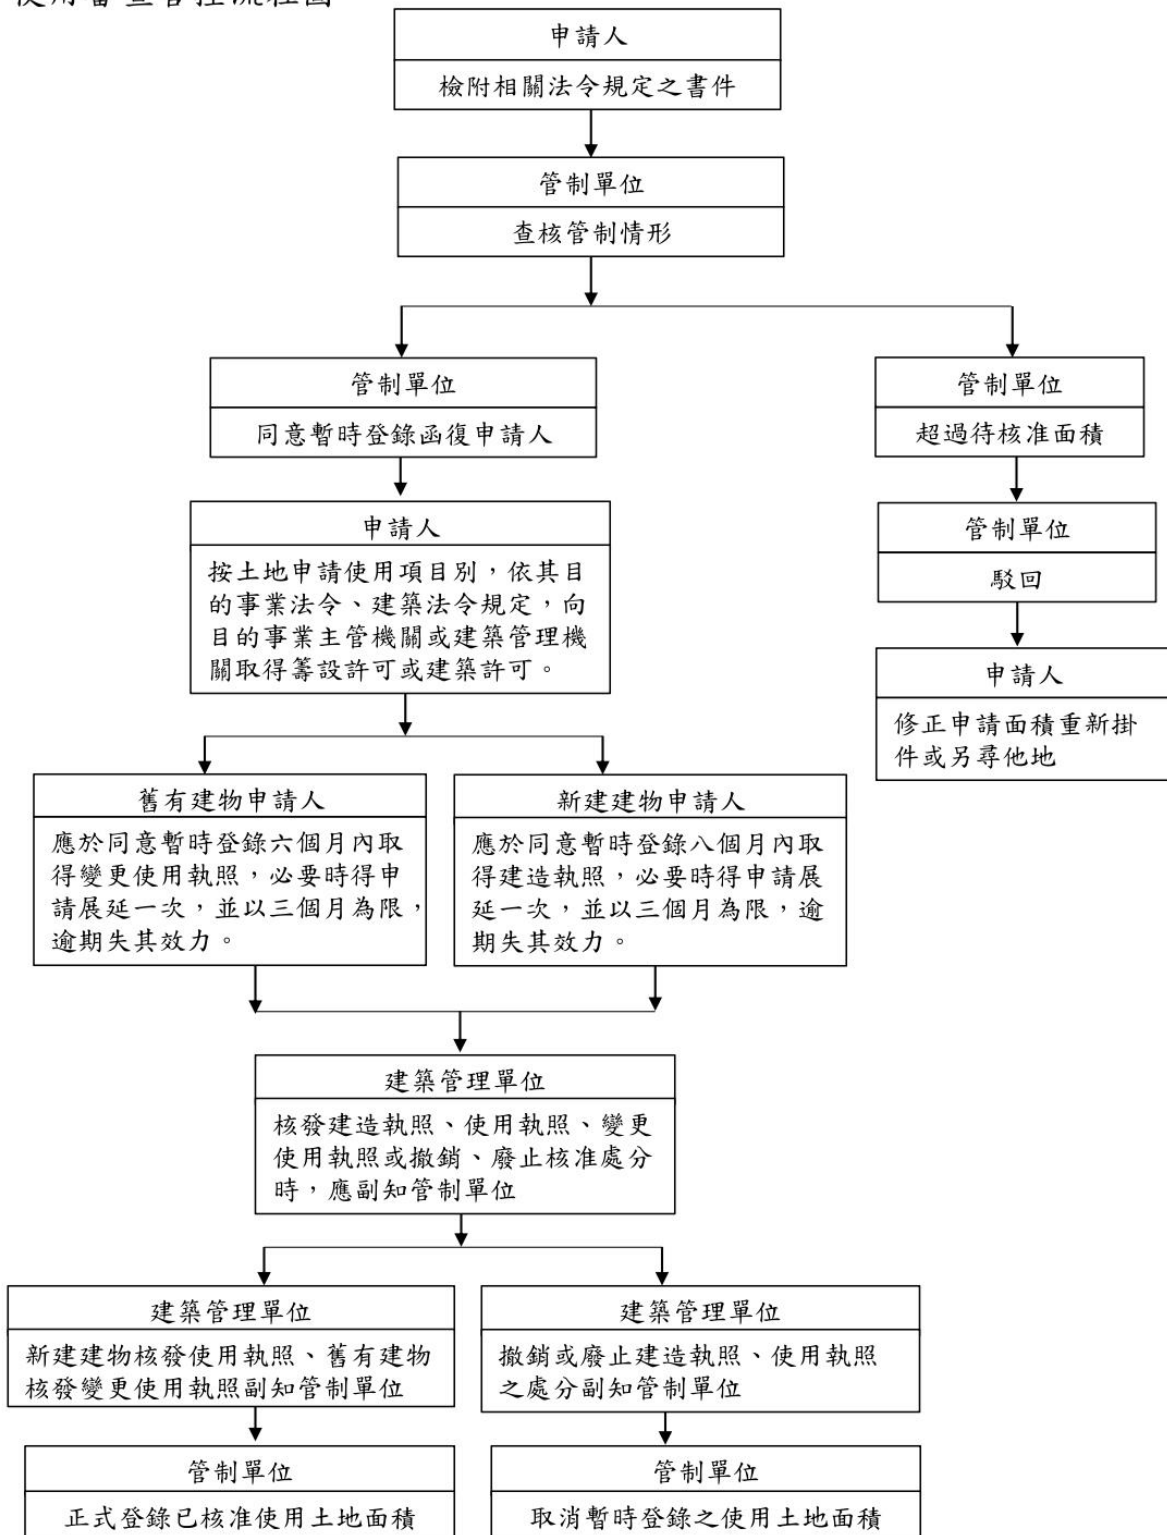 使用審查管控流程圖
申請人
檢附相關法令規定之書件
管制單位
查核管制情形
管制單位
同意暫時登錄函復申請人
管制單位
超過待核准面積
申請人
按土地申請使用項目別，依其目
的事業法令、建築法令規定，向
目的事業主管機關或建築管理機
關取得籌設許可或建築許可。
管制單位
駁回
申請人
修正申請面積重新掛
件或另尋他地
舊有建物申請人
應於同意暫時登錄六個月內取
得變更使用執照，必要時得申
請展延一次，並以三個月為限，
逾期失其效力。
新建建物申請人
應於同意暫時登錄八個月內取
得建造執照，必要時得申請展
延一次，並以三個月為限，逾
期失其效力。
建築管理單位
核發建造執照、使用執照、變更
使用執照或撤銷、廢止核准處分
時，應副知管制單位
建築管理單位
新建建物核發使用執照、舊有建物
核發變更使用執照副知管制單位
建築管理單位
撤銷或廢止建造執照、使用執照
之處分副知管制單位
管制單位
正式登錄已核准使用土地面積
管制單位
取消暫時登錄之使用土地面積